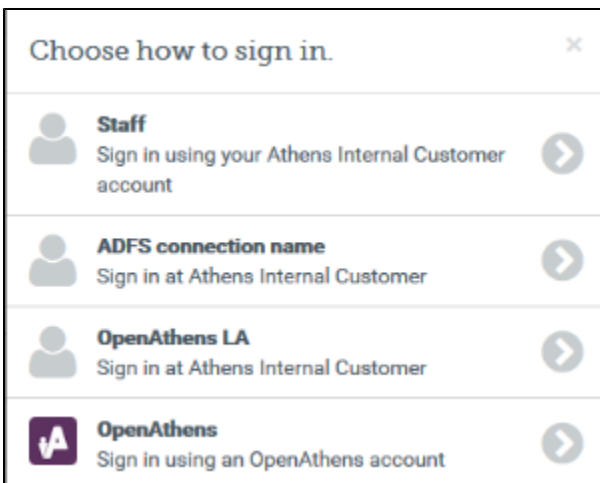 Choose how to sign in.
×
Staff
Sign in using your Athens Internal Customer
account
ADFS connection name
Sign in at Athens Internal Customer
OpenAthens LA
Sign in at Athens Internal Customer
OpenAthens
Sign in using an OpenAthens account